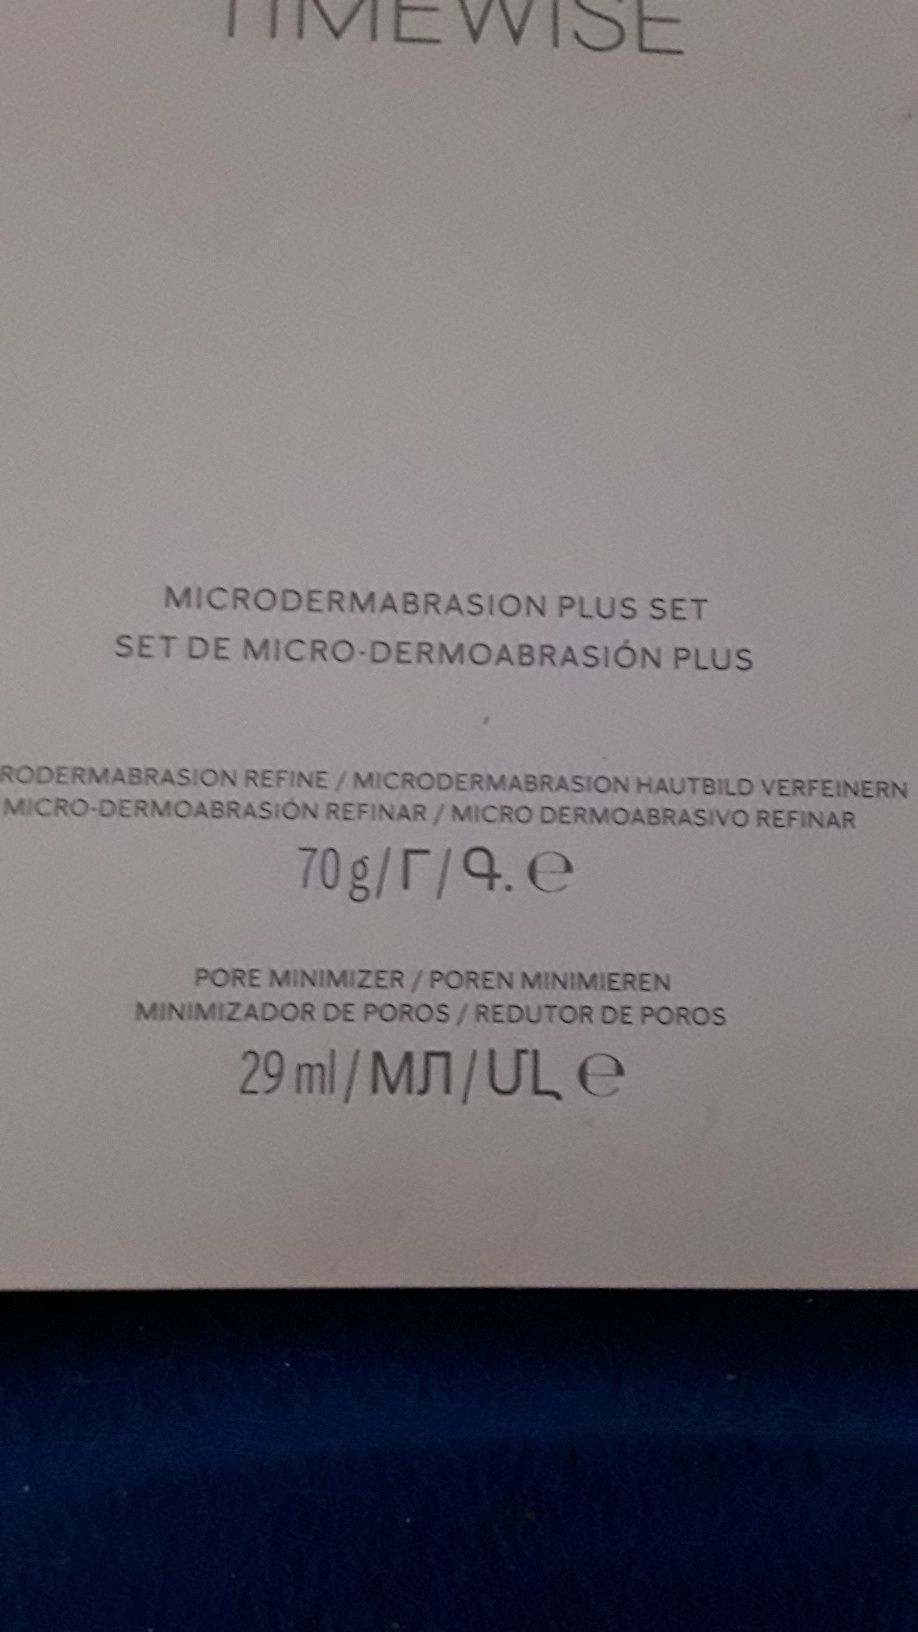 TIMEWISE
MICRODERMABRASION PLUS SET
SET DE MICRO-DERMOABRASIÓN PLUS
RODERMABRASION REFINE / MICRODERMABRASION HAUTBILD VERFEINERN
MICRO-DERMOABRASIÓN REFINAR / MICRO DERMOABRASIVO REFINAR
70 g/Г/Գ. ℮
PORE MINIMIZER / POREN MINIMIEREN
MINIMIZADOR DE POROS / REDUTOR DE POROS
29 ml/МЛ/ՄԼ ℮